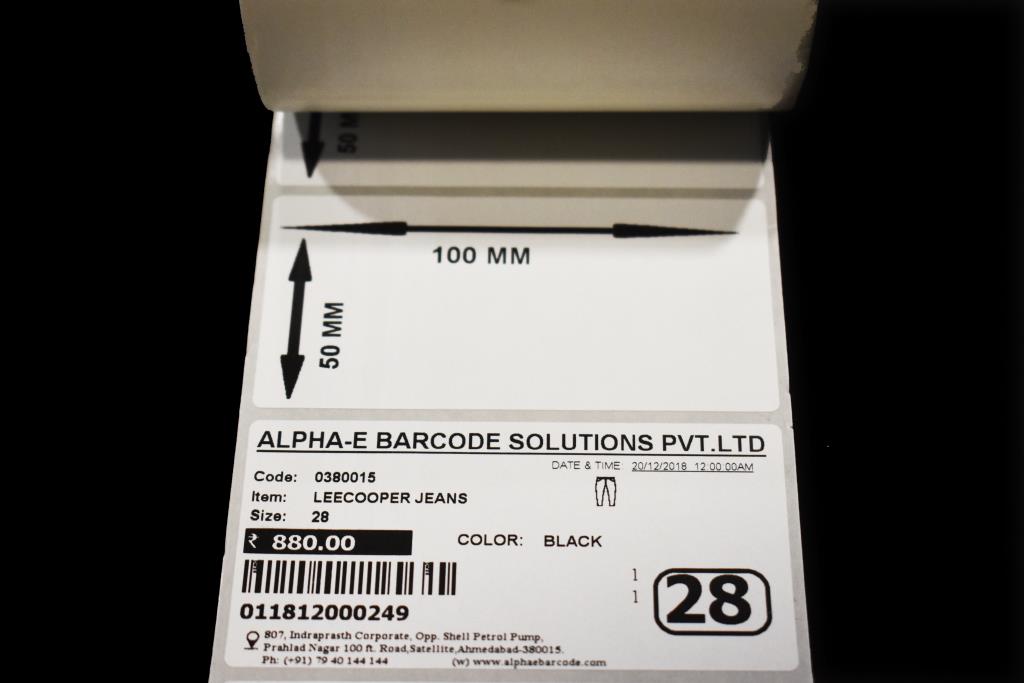 50 M
100 MM
50 MM
ALPHA-E BARCODE SOLUTIONS PVT.LTD
DATE & TIME: 20/12/2018 12:00:00AM
Code: 0380015
Item: LEECOOPER JEANS
Size: 28
₹ 880.00
COLOR: BLACK
1
1
28
011812000249
807, Indraprasth Corporate, Opp. Shell Petrol Pump,
Prahlad Nagar 100 ft. Road,Satellite,Ahmedabad-380015.
Ph: (+91) 79 40 144 144 (w) www.alphaebarcode.com